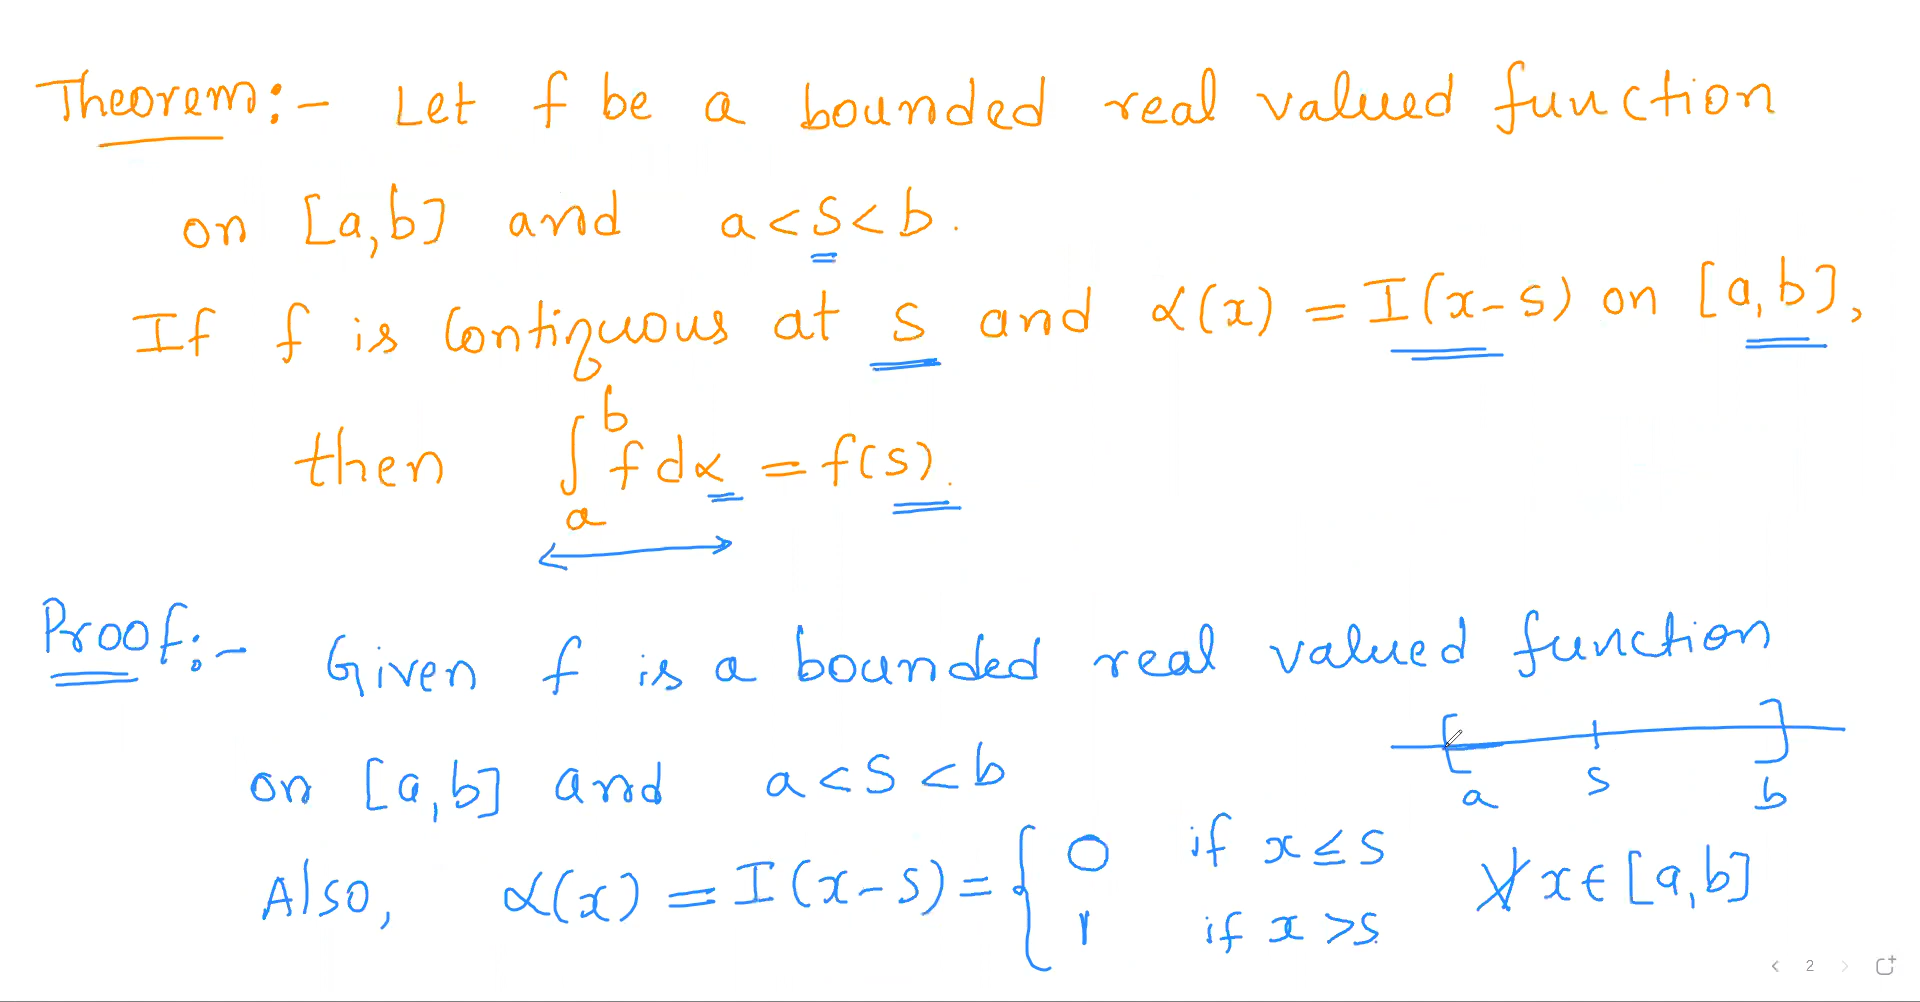 Theorem:- Let f be a bounded real valued function
on [a,b] and a<s<b.
If f is continuous at s and α(x) = I(x-s) on [a,b],
then ∫_a^b f dα = f(s).
Proof:- Given f is a bounded real valued function
on [a,b] and a<s<b
a s b
Also, α(x) = I(x-s) = { 0 if x≤s
1 if x>s ∀ x∈[a,b]
2